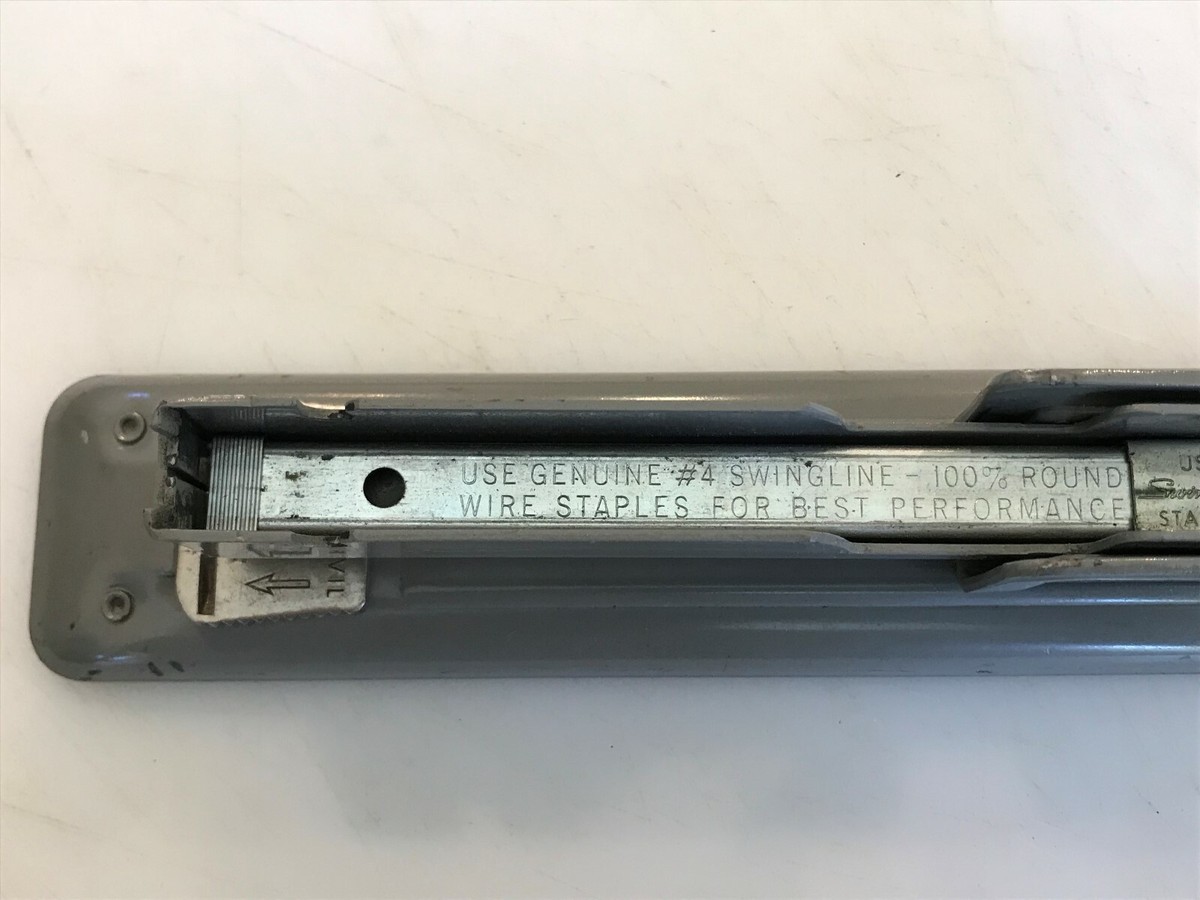 USE GENUINE #4 SWINGLINE - 100% ROUND
WIRE STAPLES FOR BEST PERFORMANCE